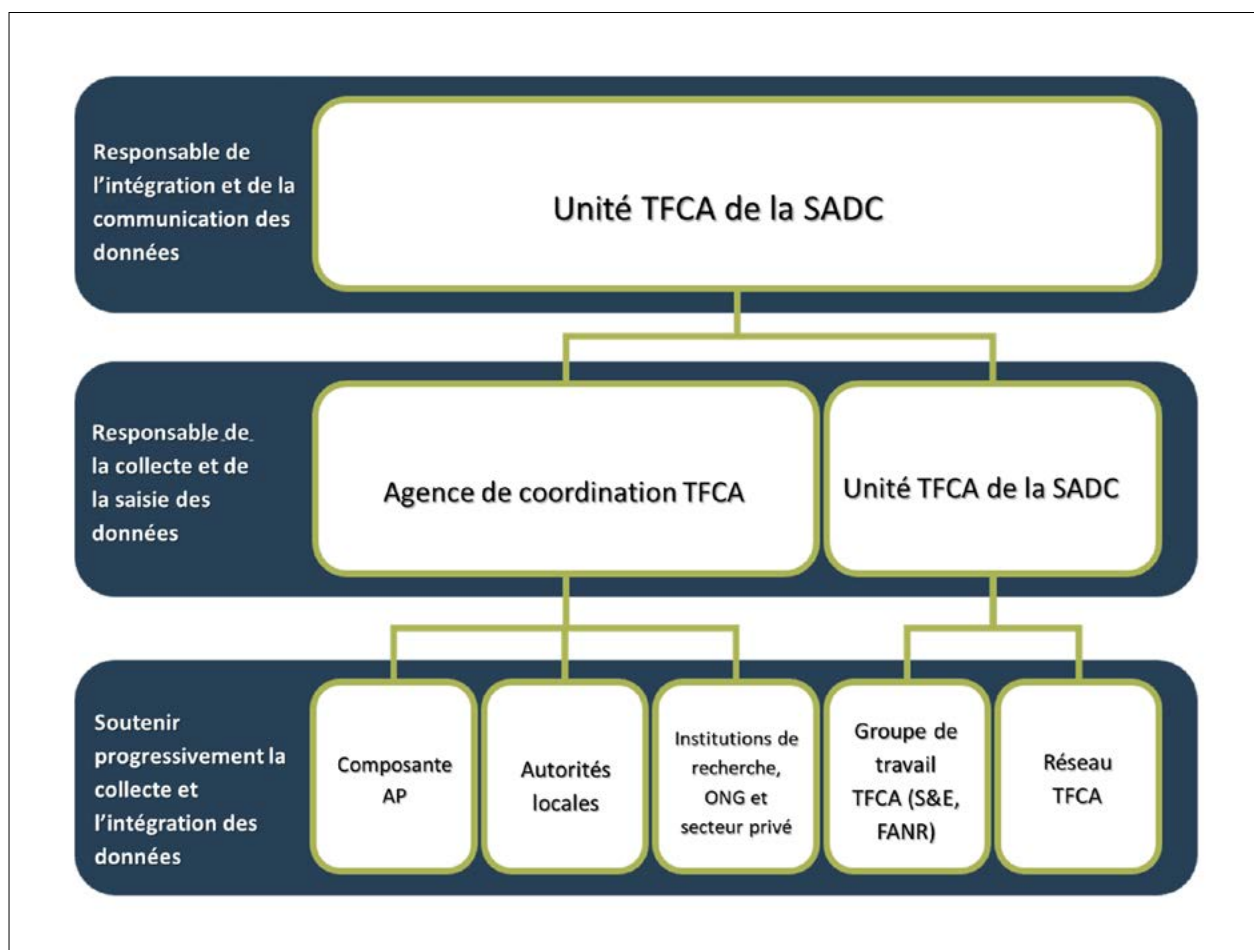 Responsable de
l'intégration et de la
communication des
données
Unité TFCA de la SADC
Responsable de
la collecte et de
la saisie des
données
Agence de coordination TFCA
Unité TFCA de la SADC
Soutenir
progressivement la
collecte et
l'intégration des
données
Composante
AP
Autorités
locales
Institutions de
recherche,
ONG et
secteur privé
Groupe de
travail
TFCA (S&E,
FANR)
Réseau
TFCA